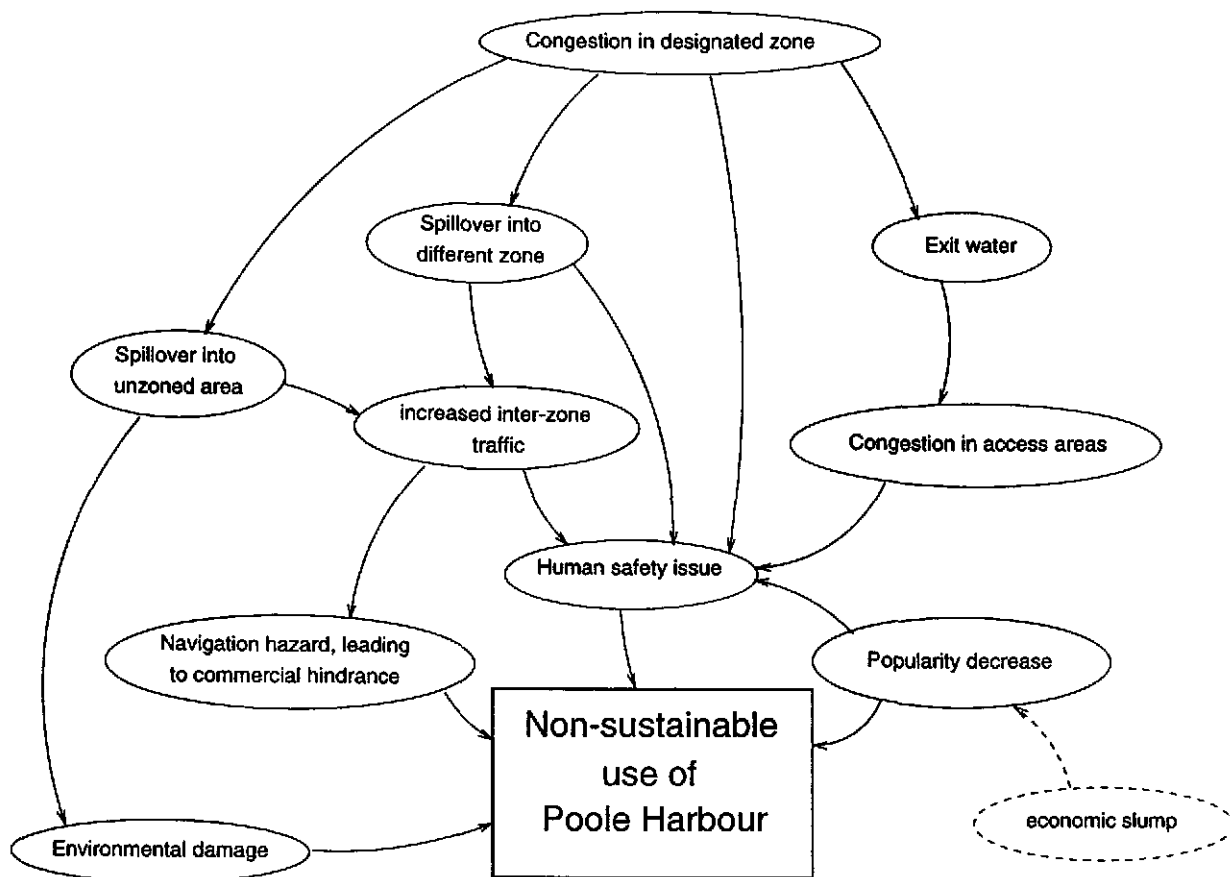 Congestion in designated zone
Spillover into
different zone
Exit water
Spillover into
unzoned area
increased inter-zone
traffic
Congestion in access areas
Human safety issue
Navigation hazard, leading
to commercial hindrance
Popularity decrease
Non-sustainable
use of
Poole Harbour
economic slump
Environmental damage